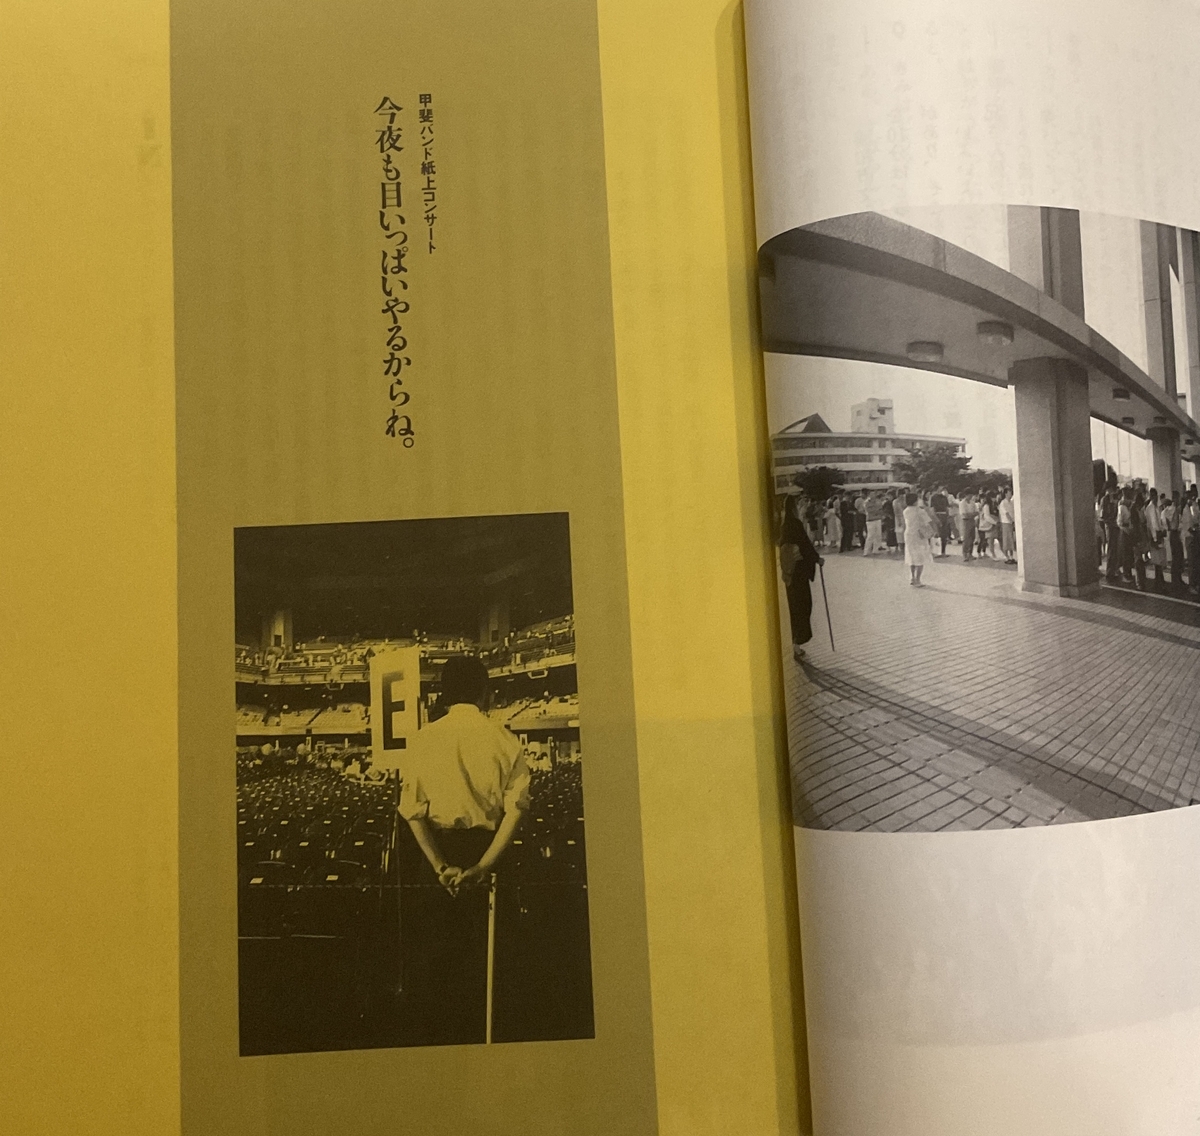 甲斐バンド紙上コンサート
今夜も目いっぱいやるからね。
E